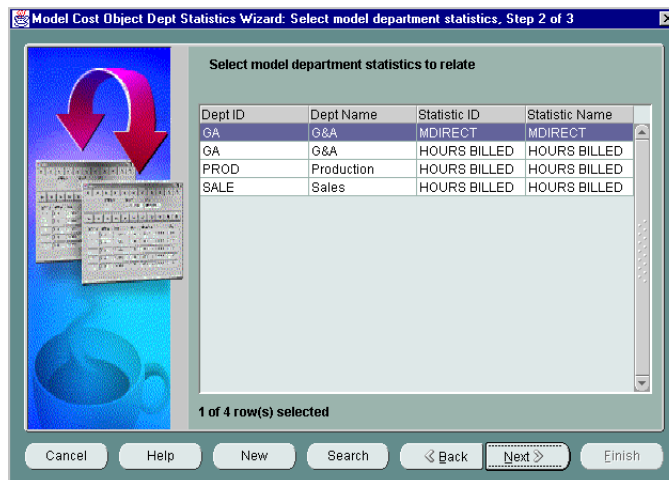 Model Cost Object Dept Statistics Wizard: Select model department statistics, Step 2 of 3
Select model department statistics to relate
Dept ID Dept Name Statistic ID Statistic Name
GA G&A MDIRECT MDIRECT
GA G&A HOURS BILLED HOURS BILLED
PROD Production HOURS BILLED HOURS BILLED
SALE Sales HOURS BILLED HOURS BILLED
1 of 4 row(s) selected
Cancel Help New Search Back Next Finish